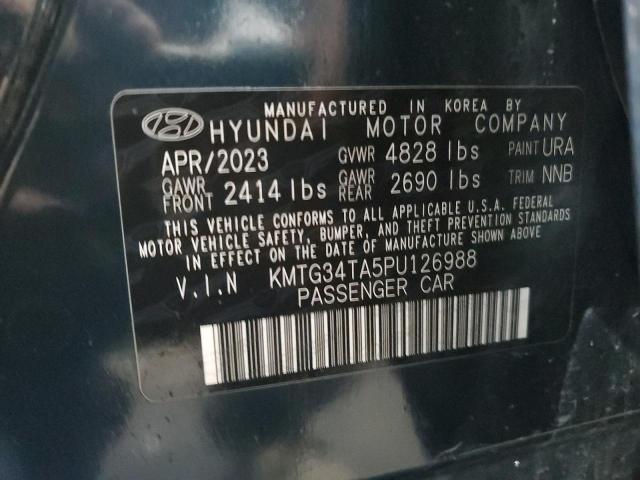 MANUFACTURED IN KOREA BY
HYUNDAI MOTOR COMPANY
APR/2023 GVWR 4828 lbs PAINT URA
GAWR FRONT 2414 lbs GAWR REAR 2690 lbs TRIM NNB
THIS VEHICLE CONFORMS TO ALL APPLICABLE U.S.A. FEDERAL
MOTOR VEHICLE SAFETY, BUMPER, AND THEFT PREVENTION STANDARDS
IN EFFECT ON THE DATE OF MANUFACTURE SHOWN ABOVE.
V.I.N KMTG34TA5PU126988
PASSENGER CAR